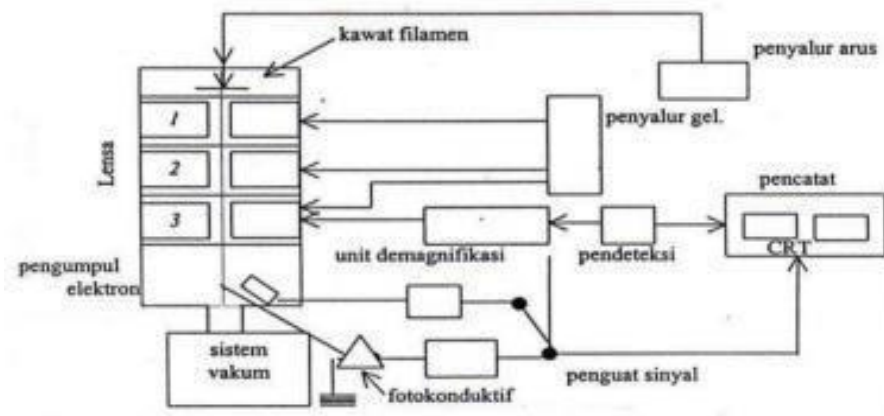 kawat filamen
penyalur arus
penyalur gel.
Lensa
1
2
3
pencatat
CRT
unit demagnifikasi
pendeteksi
pengumpul
elektron
sistem
vakum
fotokonduktif
penguat sinyal